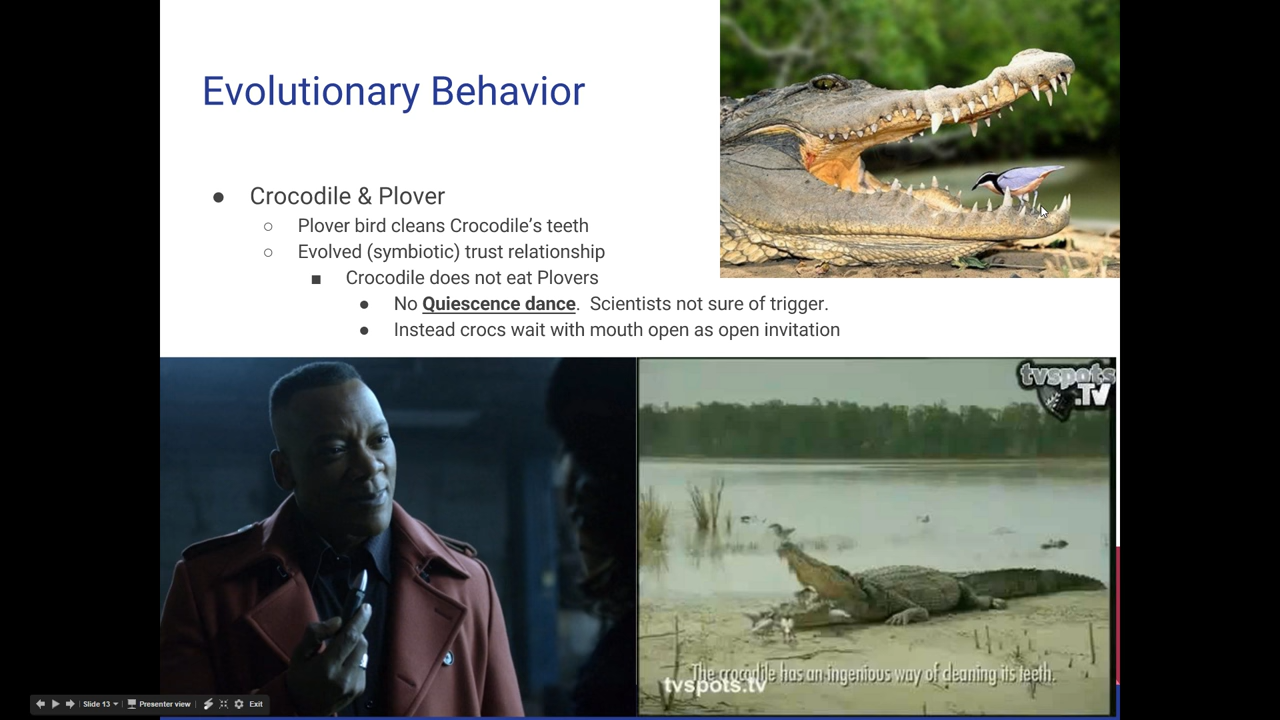 Evolutionary Behavior
● Crocodile & Plover
○ Plover bird cleans Crocodile’s teeth
○ Evolved (symbiotic) trust relationship
■ Crocodile does not eat Plovers
● No Quiescence dance.  Scientists not sure of trigger.
● Instead crocs wait with mouth open as open invitation
tvspots
.TV
The crocodile has an ingenious way of cleaning its teeth.
tvspots.tv
Slide 13 Presenter view Exit